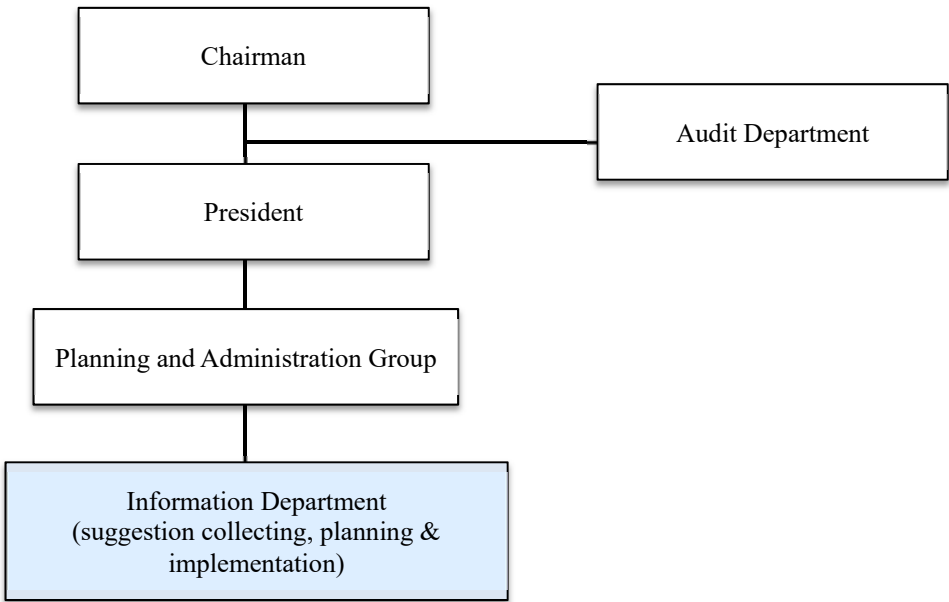 Chairman
Audit Department
President
Planning and Administration Group
Information Department
(suggestion collecting, planning &
implementation)